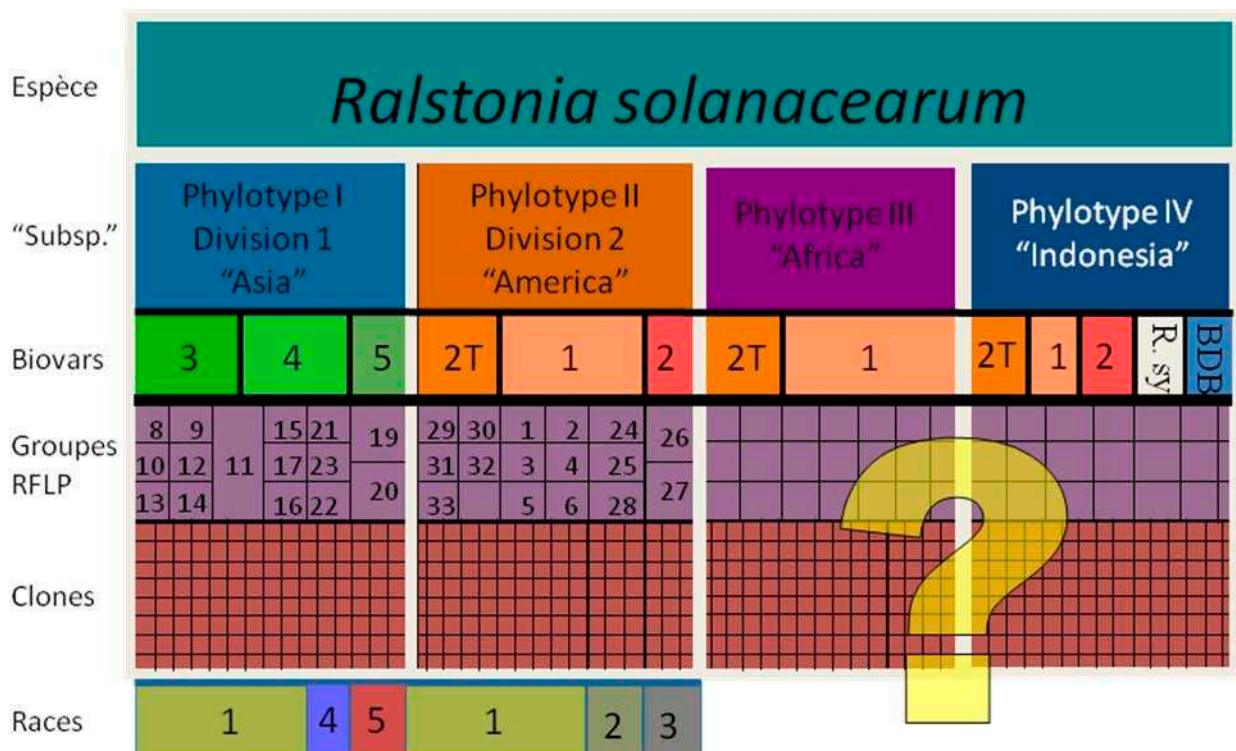 Espèce
Ralstonia solanacearum
"Subsp."
Phylotype I
Division 1
"Asia"
Phylotype II
Division 2
"America"
Phylotype III
"Africa"
Phylotype IV
"Indonesia"
Biovars
3 4 5 2T 1 2 2T 1 2T 1 2 R. sy BDB
Groupes
RFLP
8 9 15 21 19 29 30 1 2 24 26
10 12 11 17 23 31 32 3 4 25
13 14 16 22 20 33 5 6 28 27
?
Clones
Races
1 4 5 1 2 3